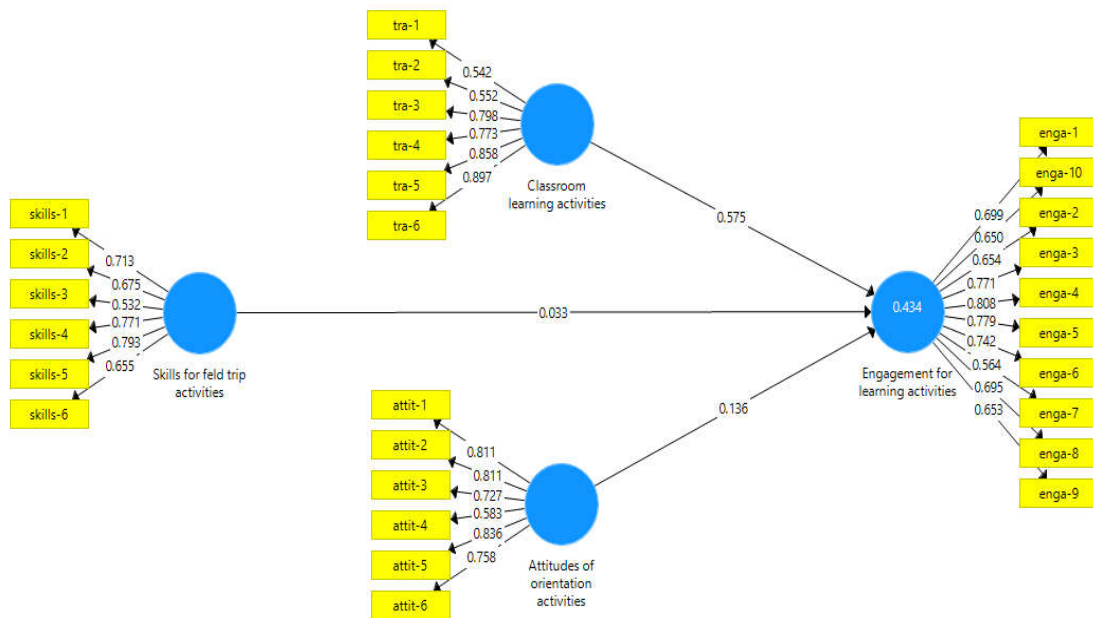 tra-1
tra-2
tra-3
tra-4
tra-5
tra-6
0.542
0.552
0.798
0.773
0.858
0.897
Classroom
learning activities
0.575
skills-1
skills-2
skills-3
skills-4
skills-5
skills-6
0.713
0.675
0.532
0.771
0.793
0.655
Skills for feld trip
activities
0.033
attit-1
attit-2
attit-3
attit-4
attit-5
attit-6
0.811
0.811
0.727
0.583
0.836
0.758
Attitudes of
orientation
activities
0.136
0.434
Engagement for
learning activities
0.699
0.650
0.654
0.771
0.808
0.779
0.742
0.564
0.695
0.653
enga-1
enga-10
enga-2
enga-3
enga-4
enga-5
enga-6
enga-7
enga-8
enga-9